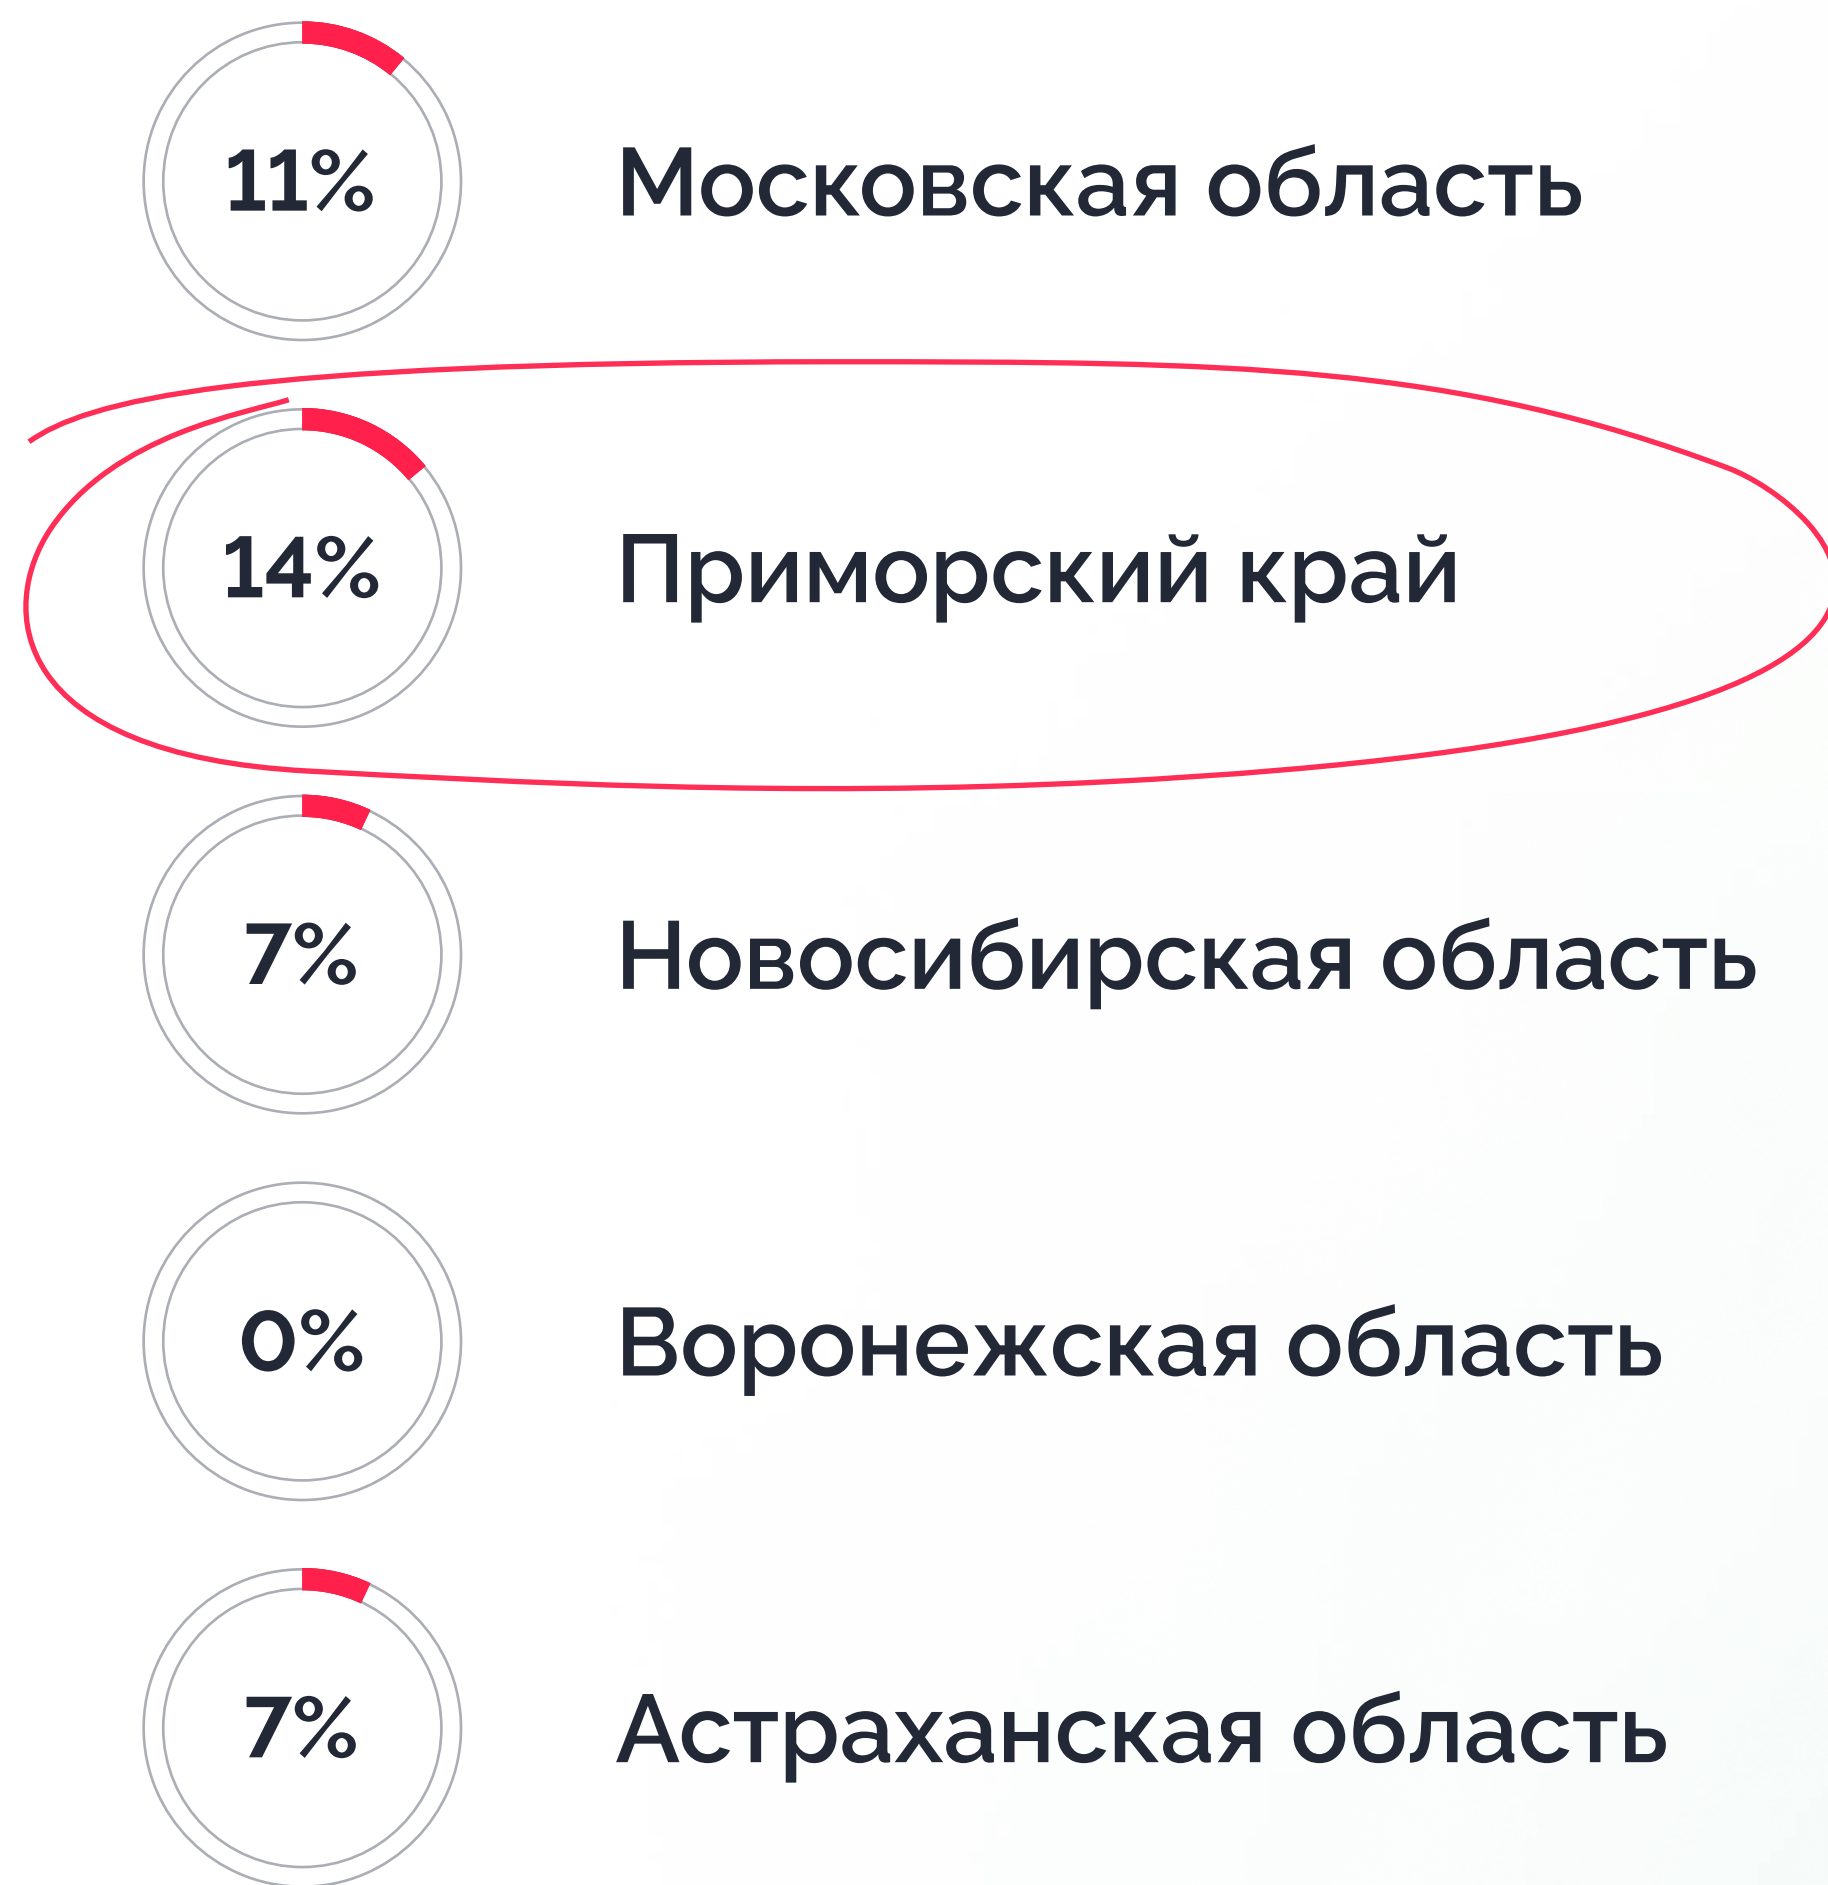 11% Московская область
14% Приморский край
7% Новосибирская область
0% Воронежская область
7% Астраханская область